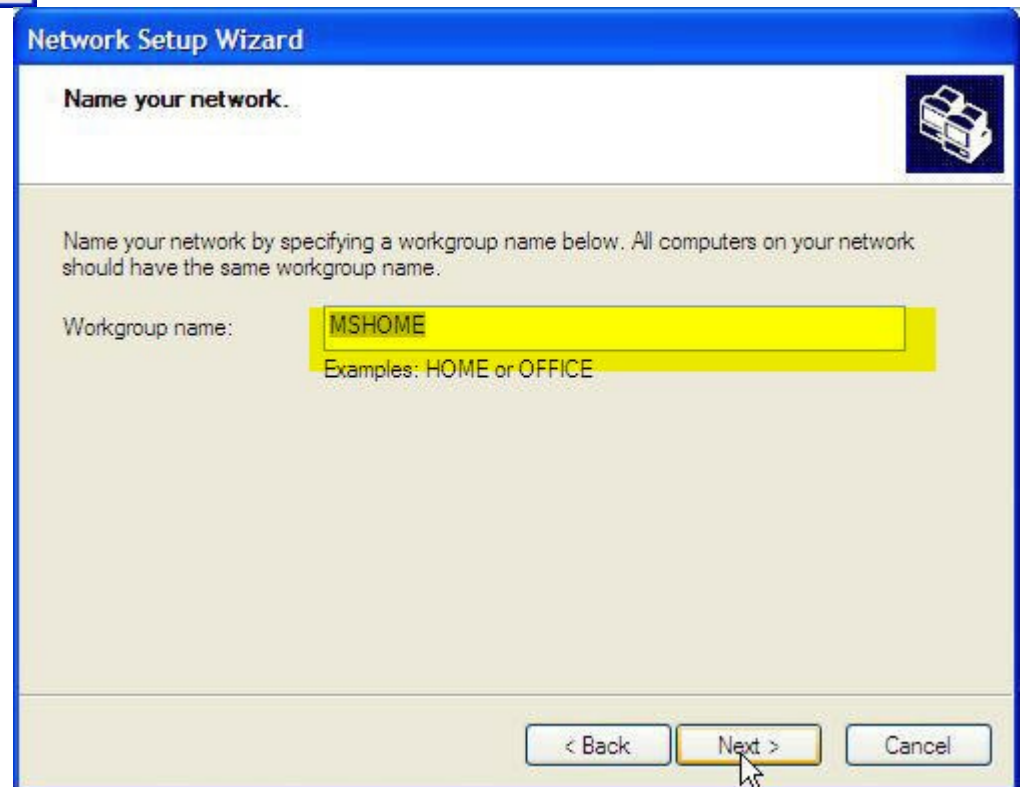 Network Setup Wizard
Name your network.
Name your network by specifying a workgroup name below. All computers on your network
should have the same workgroup name.
Workgroup name: MSHOME
Examples: HOME or OFFICE
< Back Next > Cancel